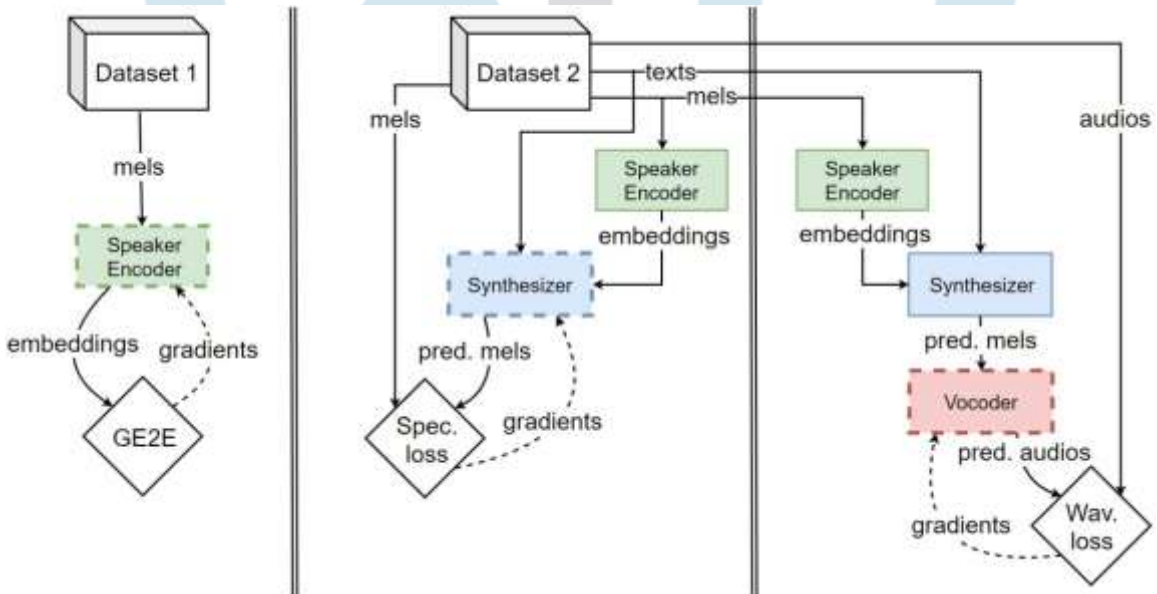 Dataset 1
mels
Speaker
Encoder
embeddings
gradients
GE2E
Dataset 2
texts
mels
mels
Speaker
Encoder
embeddings
Synthesizer
pred. mels
gradients
Spec.
loss
audios
Speaker
Encoder
embeddings
Synthesizer
pred. mels
Vocoder
pred. audios
gradients
Wav.
loss